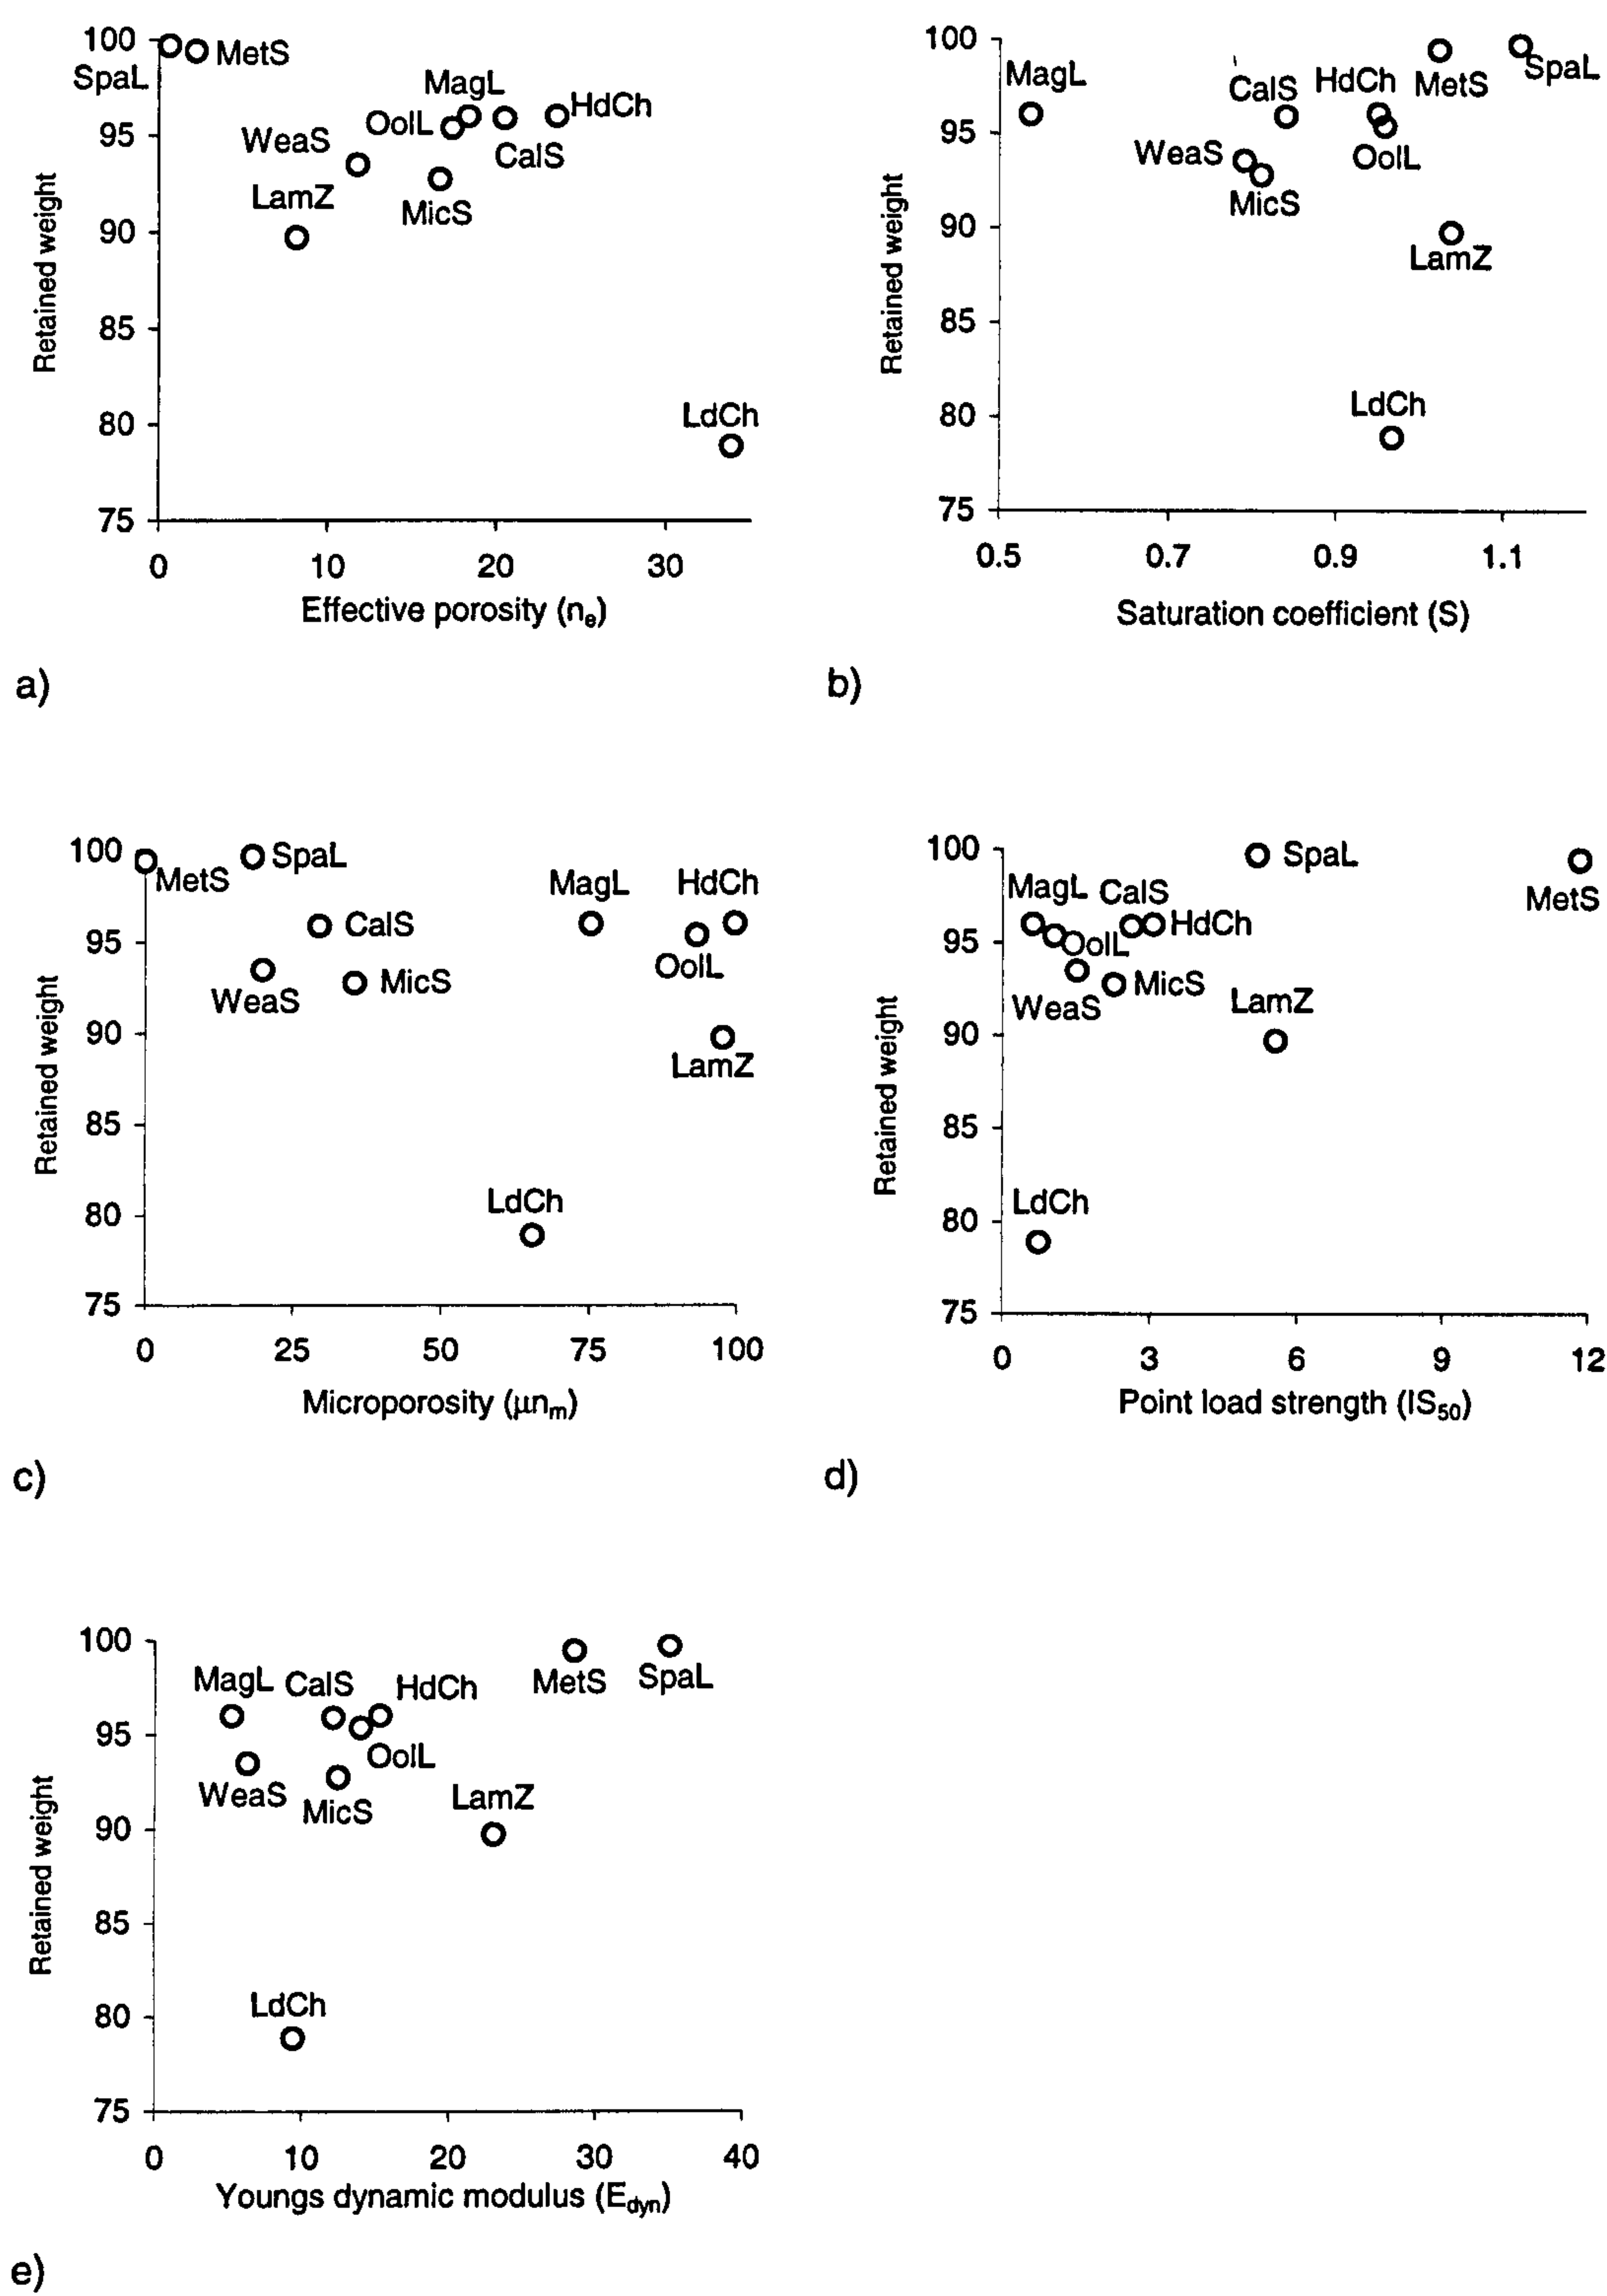 100
SpaL
MetS
MagL
HdCh
OolL
95
WeaS
CalS
LamZ
MicS
90
85
LdCh
80
75
0 10 20 30
Retained weight
Effective porosity (nₑ)
a)
100
MagL
CalS
HdCh
MetS
SpaL
95
WeaS
OolL
MicS
90
LamZ
85
LdCh
80
75
0.5 0.7 0.9 1.1
Retained weight
Saturation coefficient (S)
b)
100
SpaL
MetS
MagL
HdCh
CalS
95
OolL
WeaS
MicS
90
LamZ
85
LdCh
80
75
0 25 50 75 100
Retained weight
Microporosity (μnₘ)
c)
100
SpaL
MagL
CalS
MetS
HdCh
95
OolL
WeaS
MicS
LamZ
90
85
LdCh
80
75
0 3 6 9 12
Retained weight
Point load strength (IS₅₀)
d)
100
MagL
CalS
HdCh
MetS
SpaL
95
OolL
WeaS
MicS
LamZ
90
85
LdCh
80
75
0 10 20 30 40
Retained weight
Youngs dynamic modulus (E_dyn)
e)